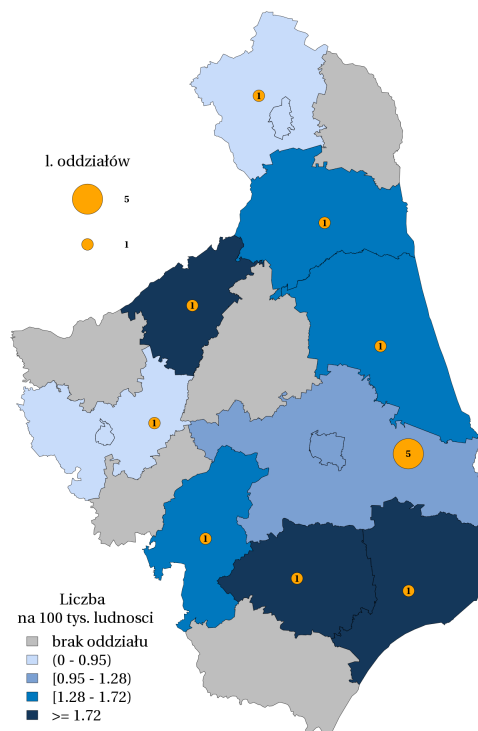 1
l. oddziałów
5
1
1
1
1
1
5
1
1
1
Liczba
na 100 tys. ludnosci
brak oddziału
(0 - 0.95)
[0.95 - 1.28)
[1.28 - 1.72)
>= 1.72